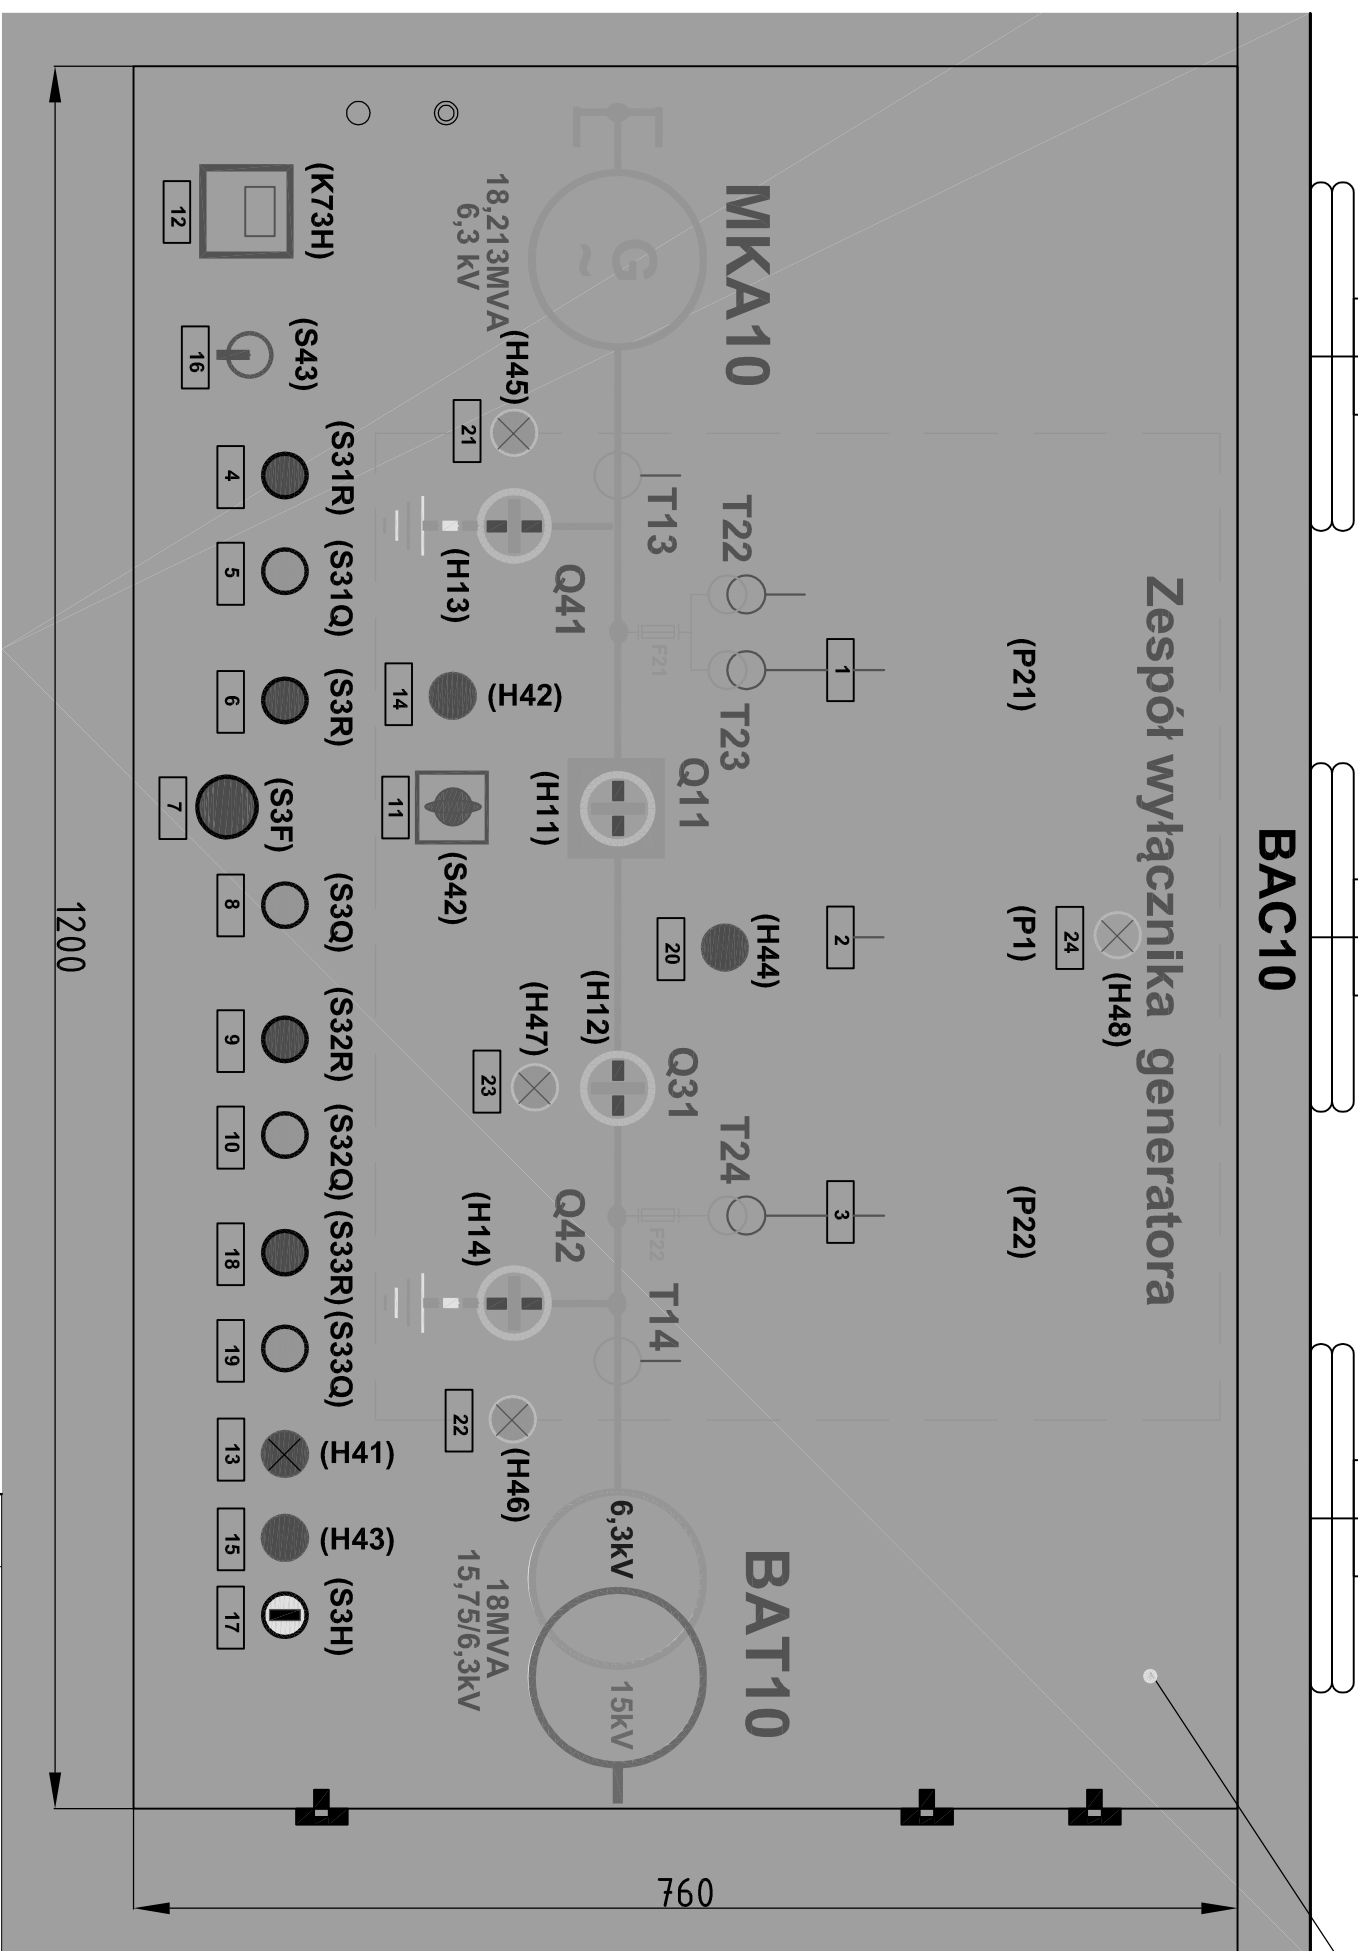 BAC10
Zespół wyłącznika generatora
(H48)
24
(P21)
(P1)
(P22)
1
2
3
MKA10
BAT10
T22
T23
T24
(H44)
20
T13
Q11
Q31
T14
F21
F22
G
~
6,3kV
15kV
(H11)
(H12)
Q41
Q42
18,213MVA
6,3 kV
(H45)
21
(H47)
23
(H46)
22
18MVA
15,75/6,3kV
(H13)
(H42)
14
11
(S42)
(H14)
(K73H)
12
(S43)
16
(S31R)
4
(S31Q)
5
(S3R)
6
(S3F)
7
(S3Q)
8
(S32R)
9
(S32Q)
10
(S33R)
18
(S33Q)
19
(H41)
13
(H43)
15
(S3H)
17
1200
760